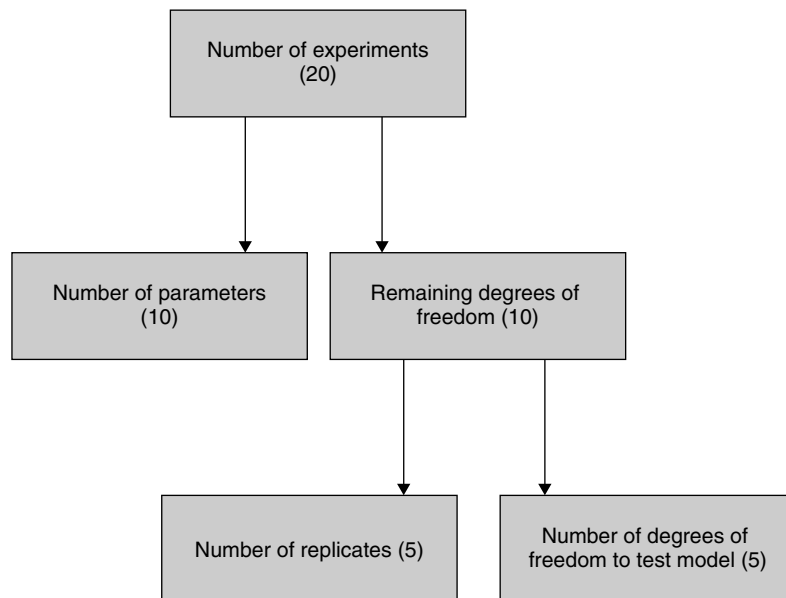 Number of experiments
(20)
Number of parameters
(10)
Remaining degrees of
freedom (10)
Number of replicates (5)
Number of degrees of
freedom to test model (5)